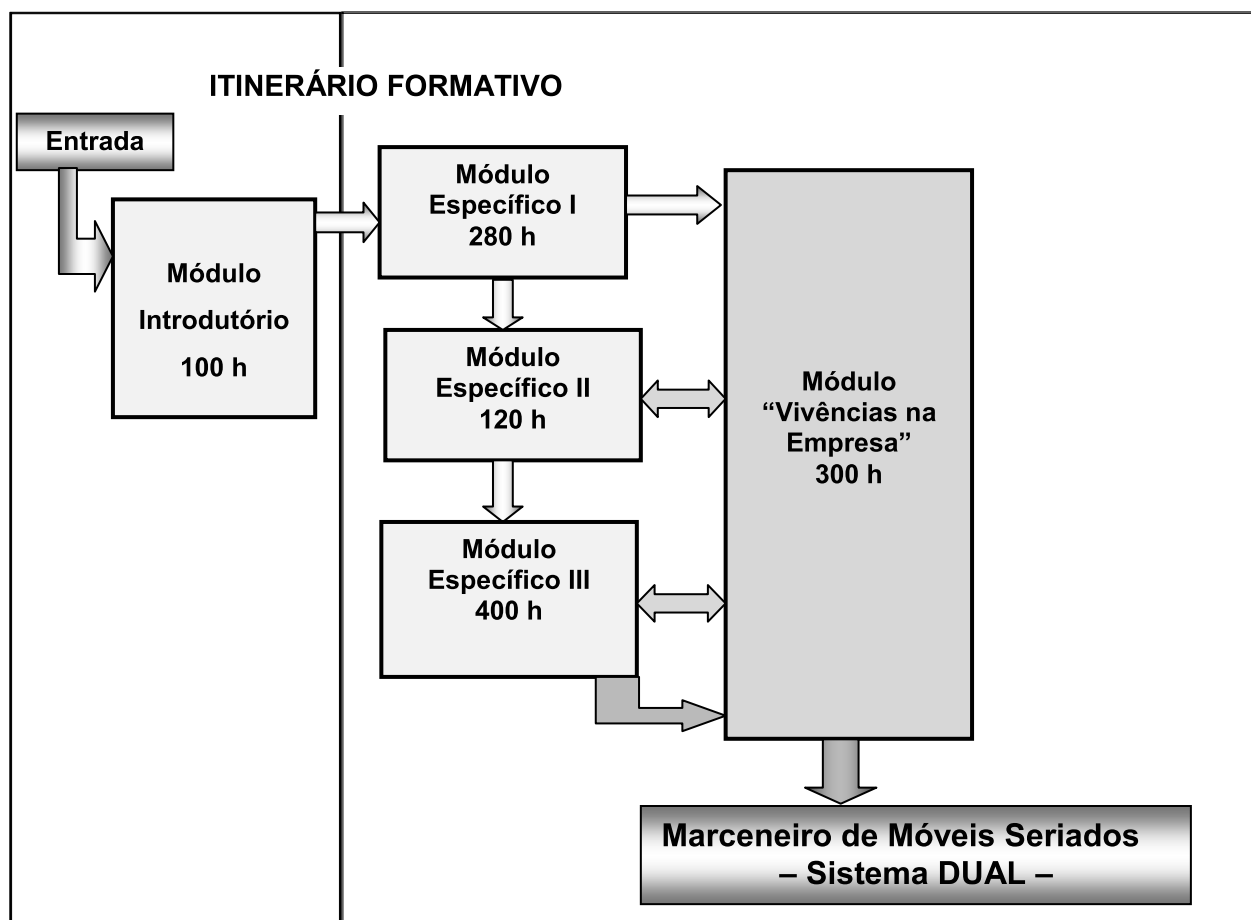 ITINERÁRIO FORMATIVO
Entrada
Módulo
Introdutório
100 h
Módulo
Específico I
280 h
Módulo
Específico II
120 h
Módulo
Específico III
400 h
Módulo
“Vivências na
Empresa”
300 h
Marceneiro de Móveis Seriados
– Sistema DUAL –